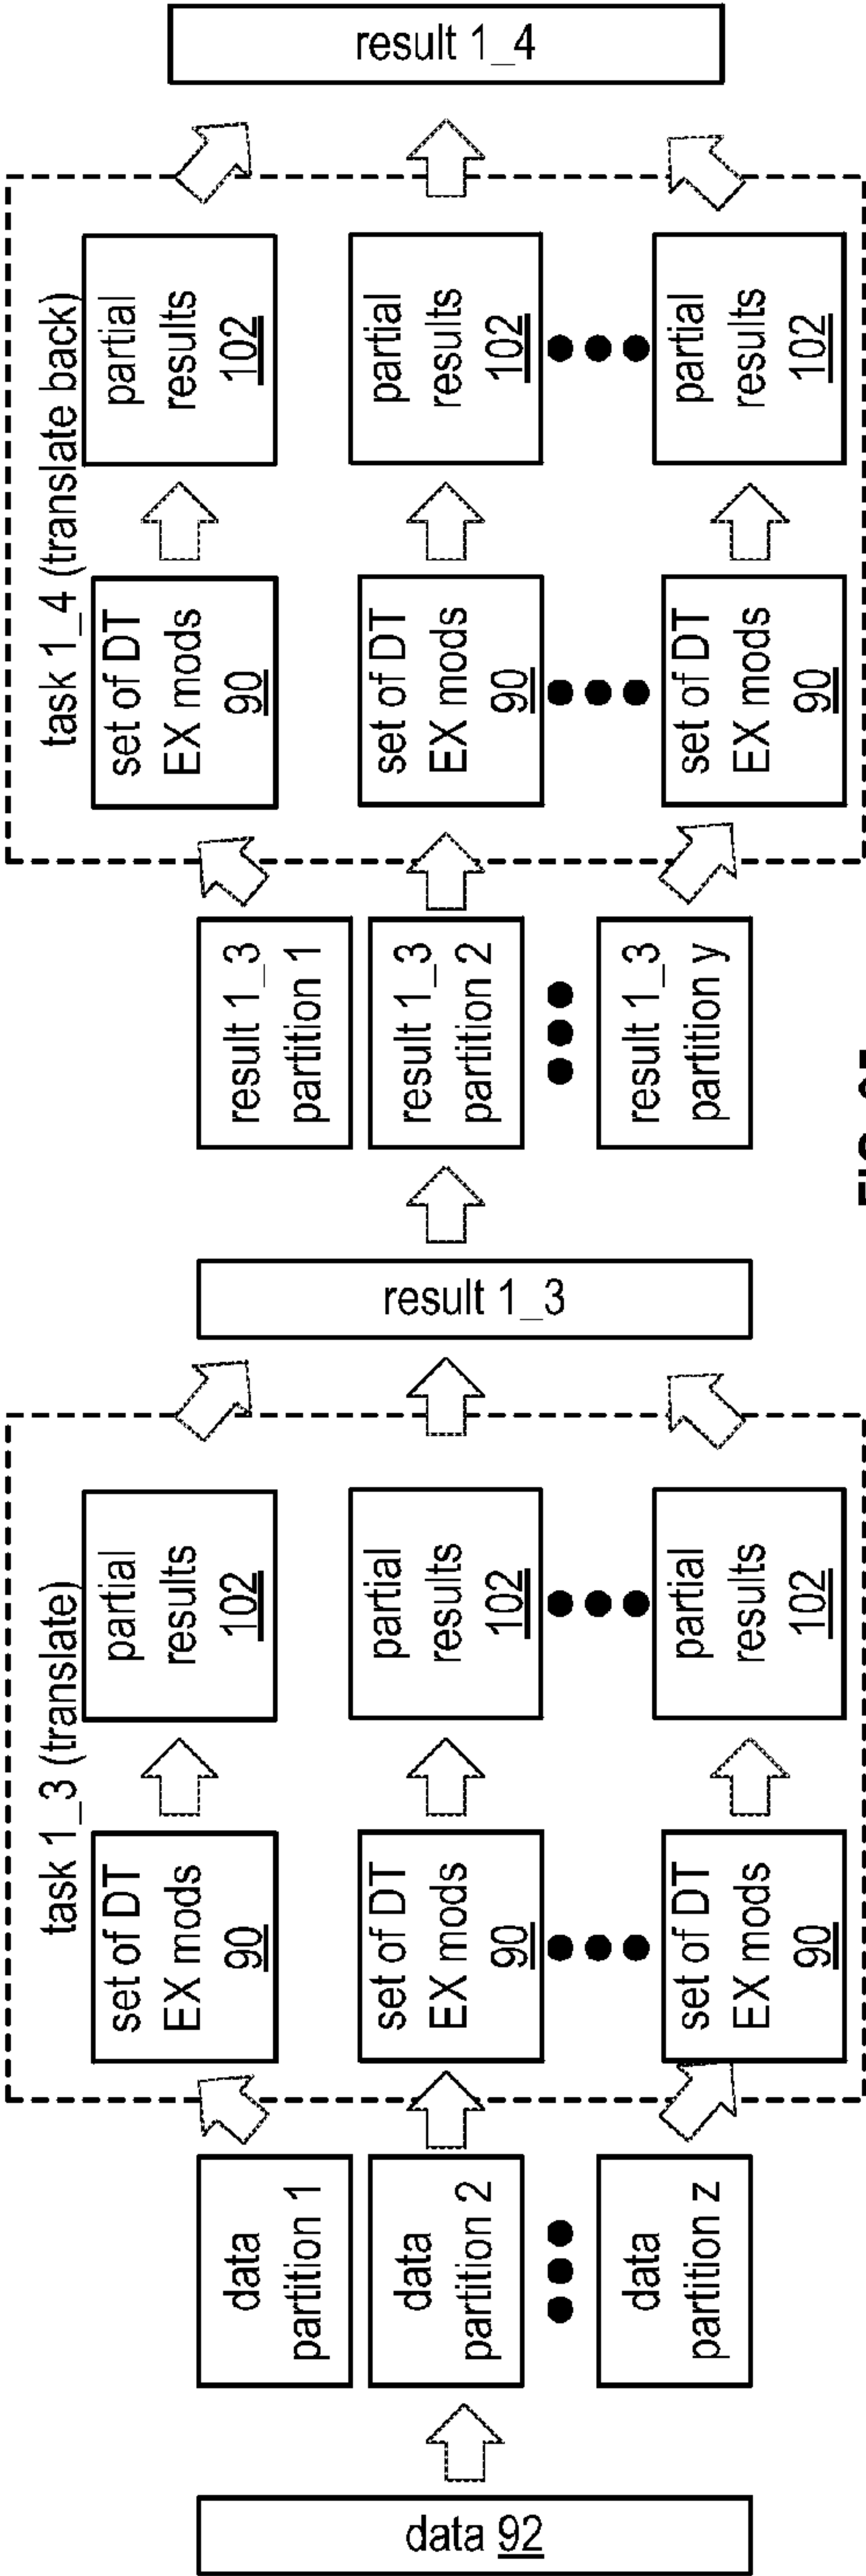 data 92
data
partition 1
data
partition 2
data
partition z
task 1_3 (translate)
set of DT
EX mods
90
set of DT
EX mods
90
set of DT
EX mods
90
partial
results
102
partial
results
102
partial
results
102
result 1_3
result 1_3
partition 1
result 1_3
partition 2
result 1_3
partition y
task 1_4 (translate back)
set of DT
EX mods
90
set of DT
EX mods
90
set of DT
EX mods
90
partial
results
102
partial
results
102
partial
results
102
result 1_4